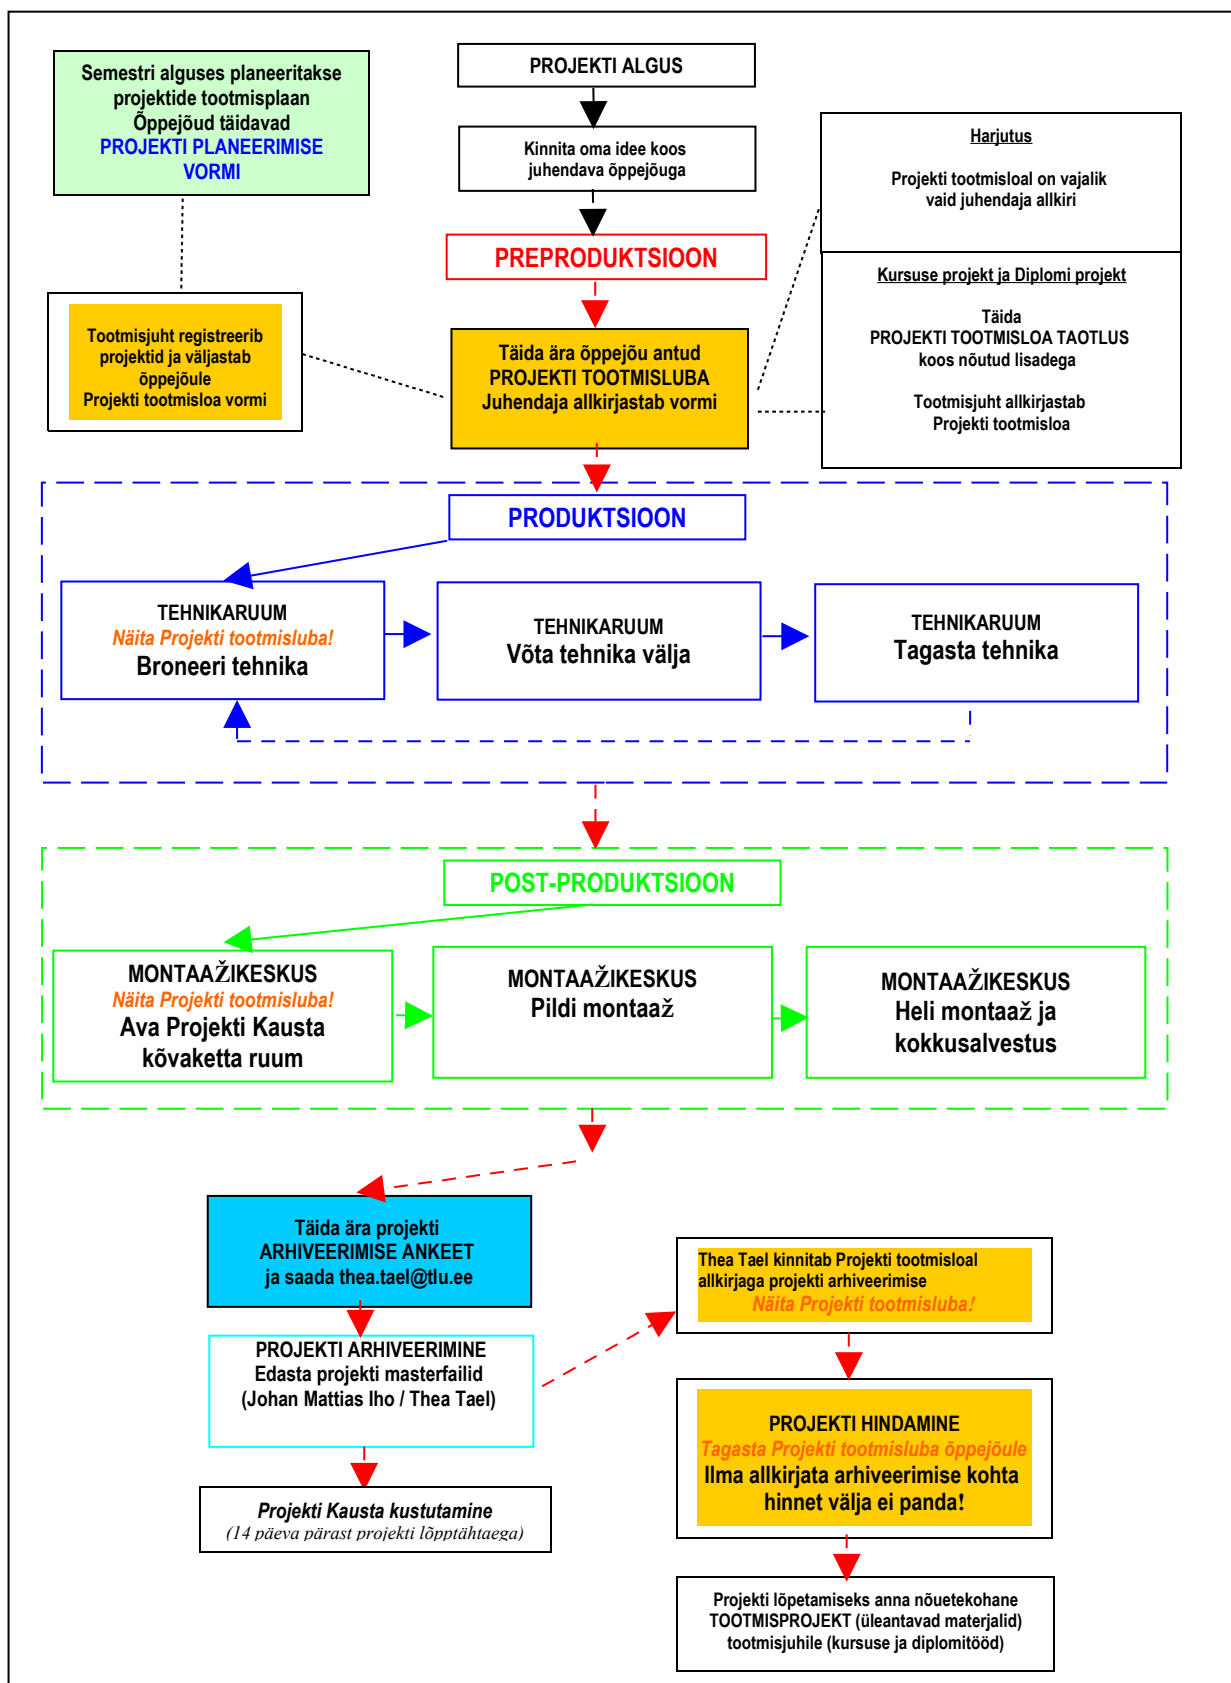 Semestri alguses planeeritakse
projektide tootmisplaan
Õppejõud täidavad
PROJEKTI PLANEERIMISE
VORMI
PROJEKTI ALGUS
Kinnita oma idee koos
juhendava õppejõuga
Harjutus
Projekti tootmisloal on vajalik
vaid juhendaja allkiri
PREPRODUKTSIOON
Kursuse projekt ja Diplomi projekt
Täida
PROJEKTI TOOTMISLOA TAOTLUS
koos nõutud lisadega
Tootmisjuht allkirjastab
Projekti tootmisloa
Tootmisjuht registreerib
projektid ja väljastab
õppejõule
Projekti tootmisloa vormi
Täida ära õppejõu antud
PROJEKTI TOOTMISLUBA
Juhendaja allkirjastab vormi
PRODUKTSIOON
TEHNIKARUUM
Näita Projekti tootmisluba!
Broneeri tehnika
TEHNIKARUUM
Võta tehnika välja
TEHNIKARUUM
Tagasta tehnika
POST-PRODUKTSIOON
MONTAAŽIKESKUS
Näita Projekti tootmisluba!
Ava Projekti Kausta
kõvaketta ruum
MONTAAŽIKESKUS
Pildi montaaž
MONTAAŽIKESKUS
Heli montaaž ja
kokkusalvestus
Täida ära projekti
ARHIVEERIMISE ANKEET
ja saada thea.tael@tlu.ee
PROJEKTI ARHIVEERIMINE
Edasta projekti masterfailid
(Johan Mattias Iho / Thea Tael)
Projekti Kausta kustutamine
(14 päeva pärast projekti lõpptähtaega)
Thea Tael kinnitab Projekti tootmisloal
allkirjaga projekti arhiveerimise
Näita Projekti tootmisluba!
PROJEKTI HINDAMINE
Tagasta Projekti tootmisluba õppejõule
Ilma allkirjata arhiveerimise kohta
hinnet välja ei panda!
Projekti lõpetamiseks anna nõuetekohane
TOOTMISPROJEKT (üleantavad materjalid)
tootmisjuhile (kursuse ja diplomitööd)